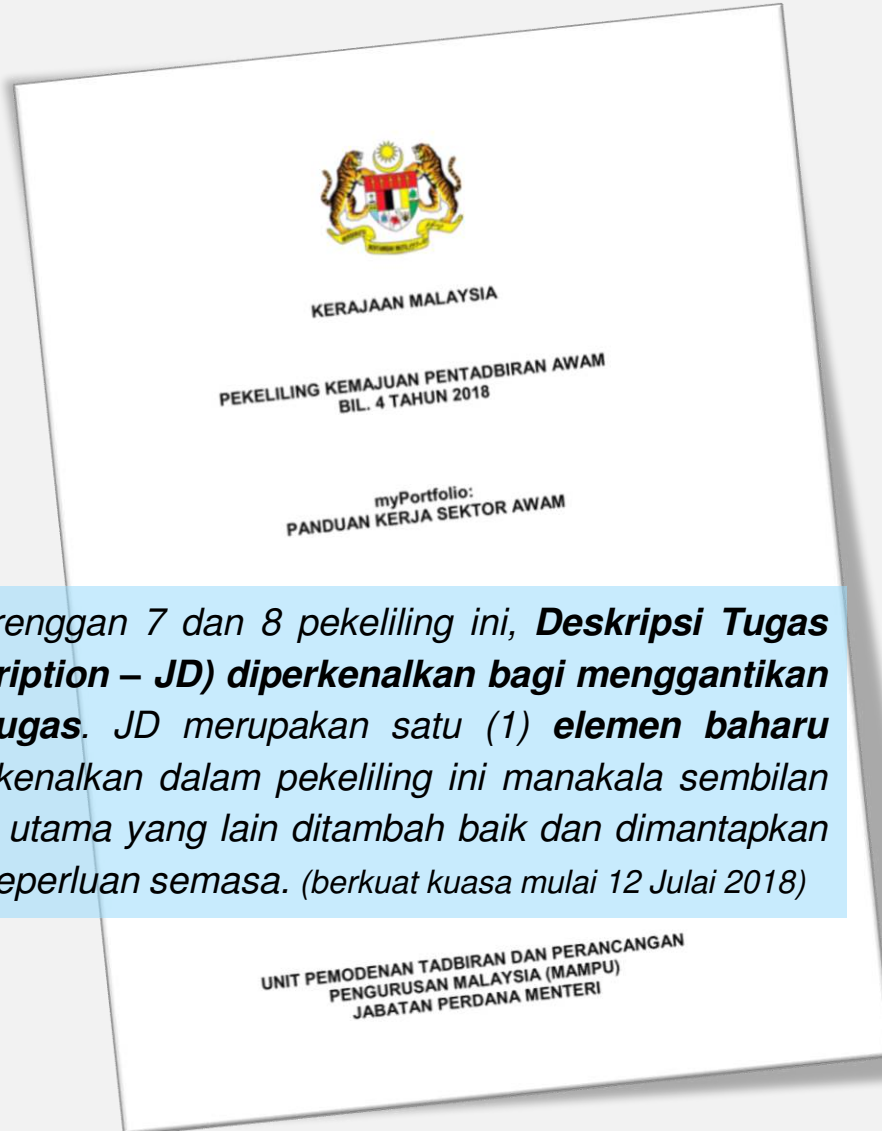 KERAJAAN MALAYSIA
PEKELILING KEMAJUAN PENTADBIRAN AWAM
BIL. 4 TAHUN 2018
myPortfolio:
PANDUAN KERJA SEKTOR AWAM
renggan 7 dan 8 pekeliling ini, Deskripsi Tugas
ription – JD) diperkenalkan bagi menggantikan
ugas. JD merupakan satu (1) elemen baharu
kenalkan dalam pekeliling ini manakala sembilan
utama yang lain ditambah baik dan dimantapkan
eperluan semasa. (berkuat kuasa mulai 12 Julai 2018)
UNIT PEMODENAN TADBIRAN DAN PERANCANGAN
PENGURUSAN MALAYSIA (MAMPU)
JABATAN PERDANA MENTERI